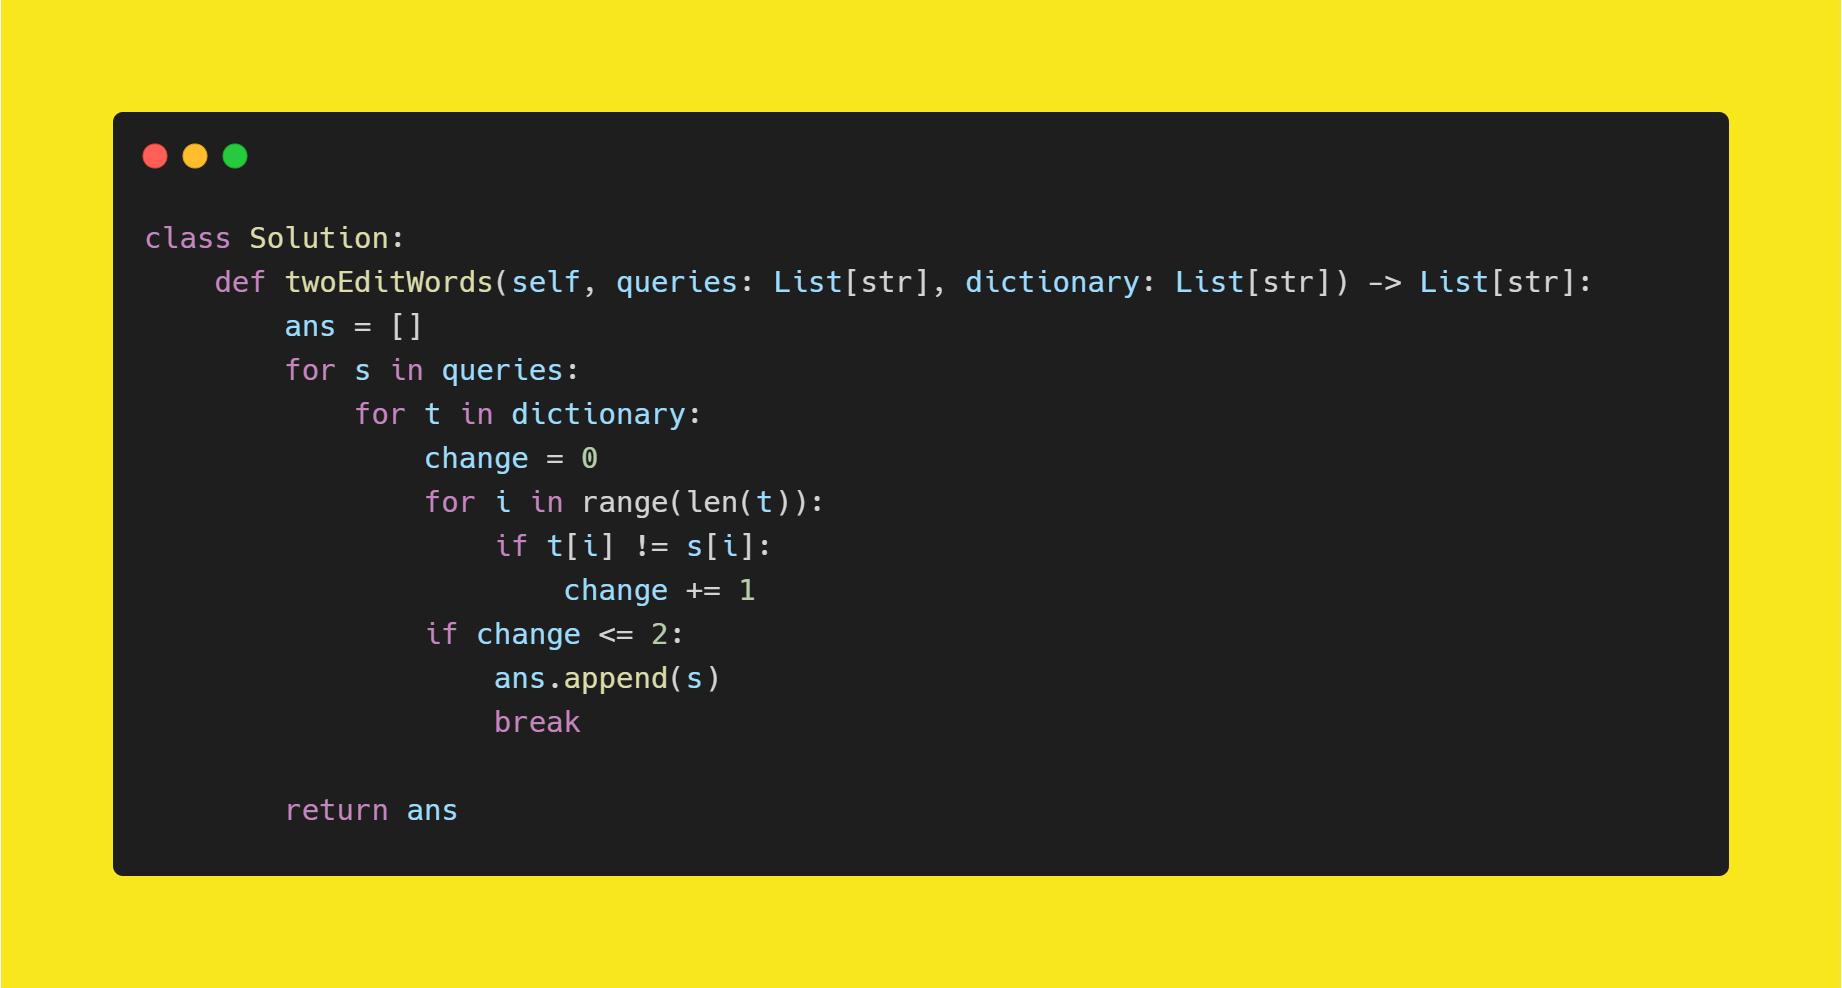 class Solution:
    def twoEditWords(self, queries: List[str], dictionary: List[str]) -> List[str]:
        ans = []
        for s in queries:
            for t in dictionary:
                change = 0
                for i in range(len(t)):
                    if t[i] != s[i]:
                        change += 1
                if change <= 2:
                    ans.append(s)
                    break
        return ans